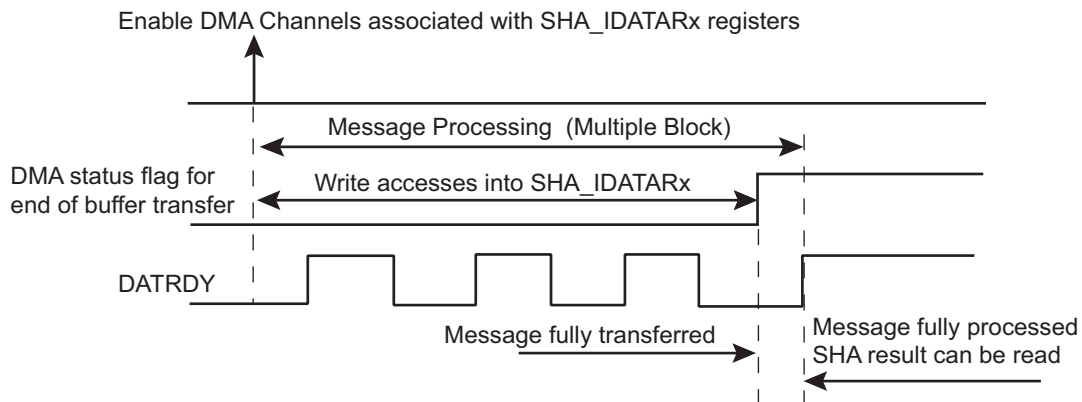 Enable DMA Channels associated with SHA_IDATARx registers
Message Processing (Multiple Block)
DMA status flag for
end of buffer transfer
Write accesses into SHA_IDATARx
DATRDY
Message fully transferred
Message fully processed
SHA result can be read